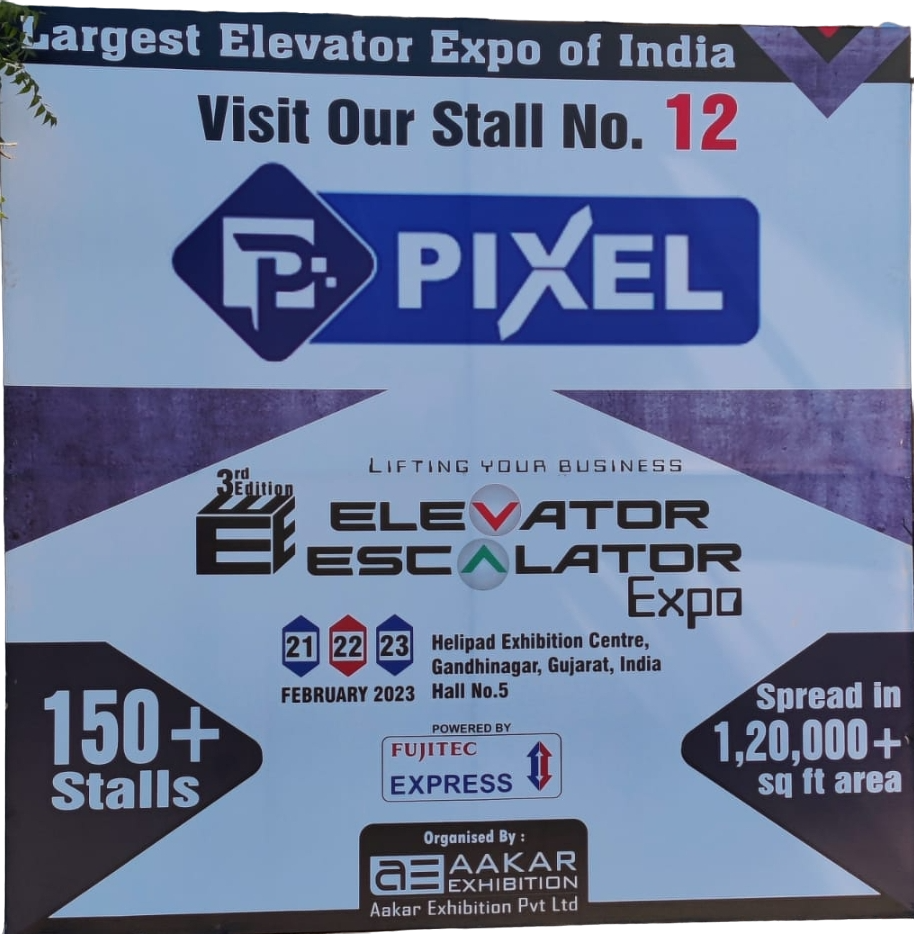 Largest Elevator Expo of India
Visit Our Stall No. 12
PIXEL
LIFTING YOUR BUSINESS
3rd
Edition
EE
ELEVATOR
ESCALATOR
Expo
21 22 23
FEBRUARY 2023
Helipad Exhibition Centre,
Gandhinagar, Gujarat, India
Hall No.5
150+
Stalls
Spread in
1,20,000+
sq ft area
POWERED BY
FUJITEC
EXPRESS
Organised By :
aE AAKAR
EXHIBITION
Aakar Exhibition Pvt Ltd